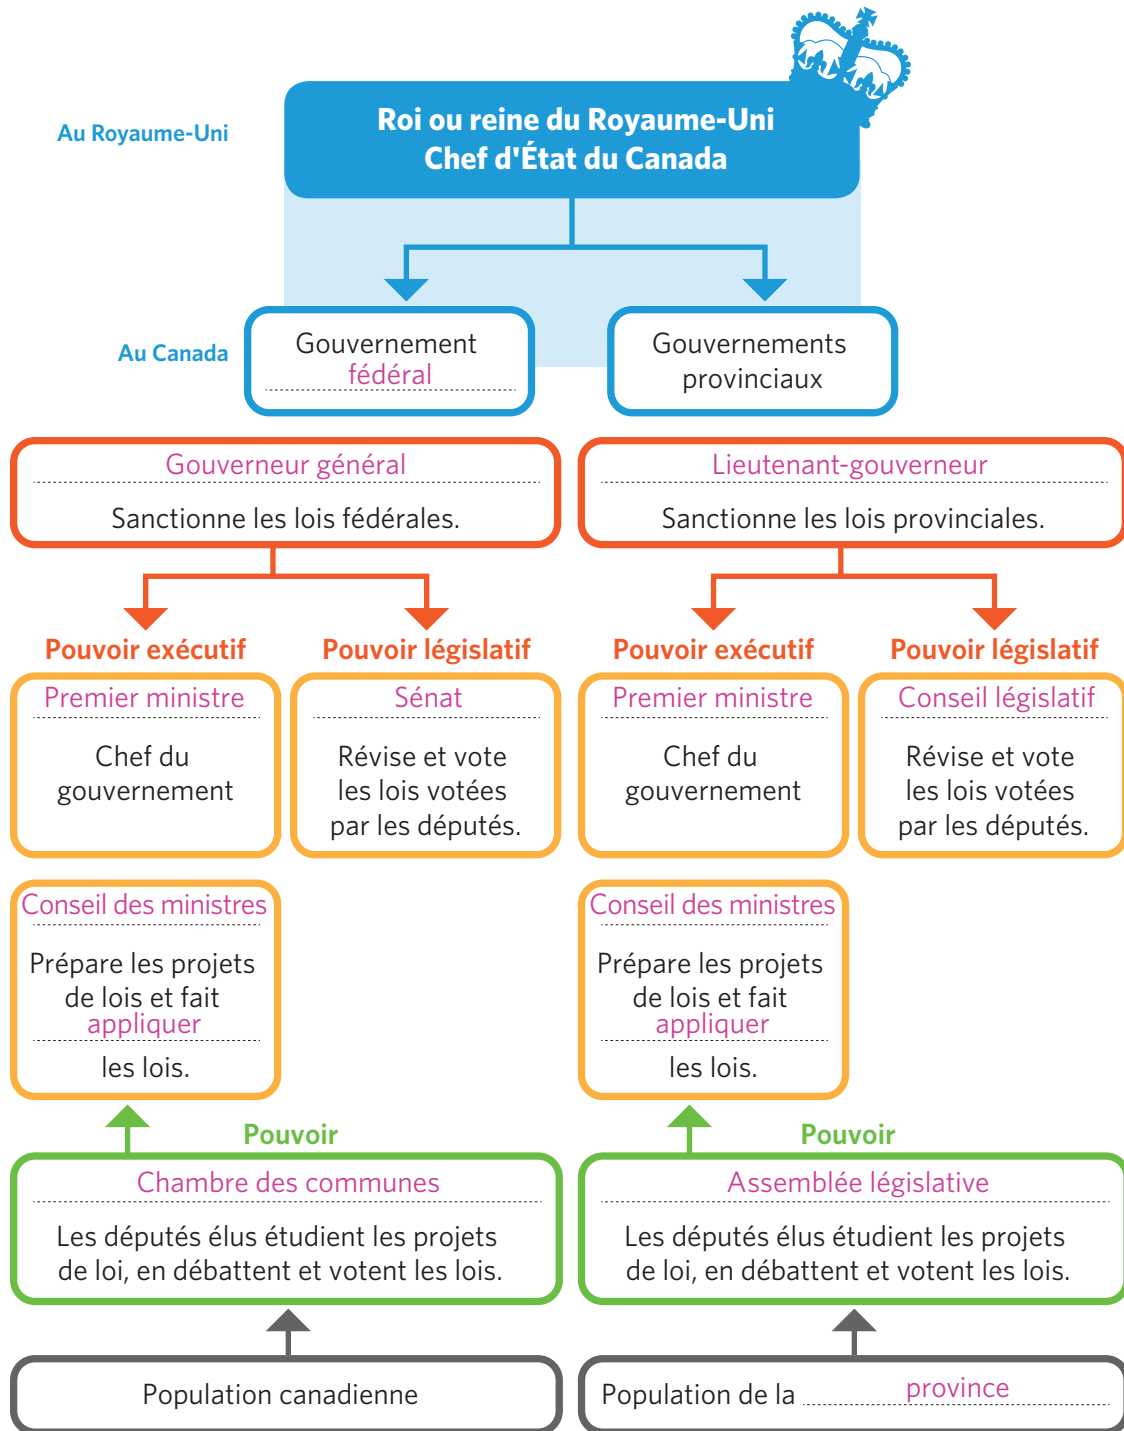 Au Royaume-Uni
Roi ou reine du Royaume-Uni
Chef d'État du Canada
Au Canada
Gouvernement
fédéral
Gouvernements
provinciaux
Gouverneur général
Sanctionne les lois fédérales.
Lieutenant-gouverneur
Sanctionne les lois provinciales.
Pouvoir exécutif
Pouvoir législatif
Pouvoir exécutif
Pouvoir législatif
Premier ministre
Chef du
gouvernement
Sénat
Révise et vote
les lois votées
par les députés.
Premier ministre
Chef du
gouvernement
Conseil législatif
Révise et vote
les lois votées
par les députés.
Conseil des ministres
Prépare les projets
de lois et fait
appliquer
les lois.
Conseil des ministres
Prépare les projets
de lois et fait
appliquer
les lois.
Pouvoir
Pouvoir
Chambre des communes
Les députés élus étudient les projets
de loi, en débattent et votent les lois.
Assemblée législative
Les députés élus étudient les projets
de loi, en débattent et votent les lois.
Population canadienne
Population de la province